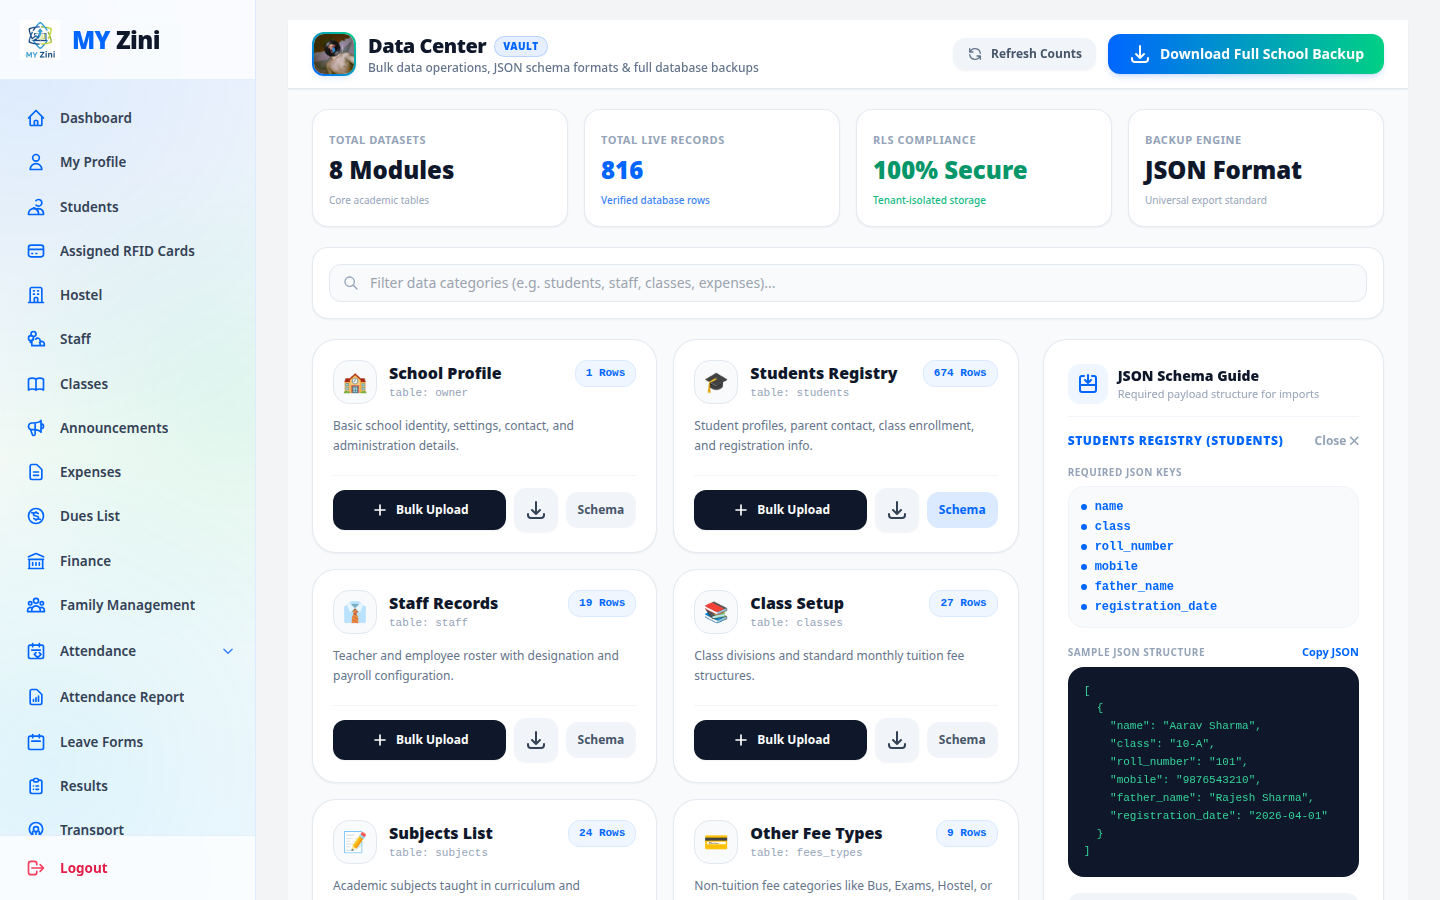 MY Zini
MY Zini
Dashboard
My Profile
Students
Assigned RFID Cards
Hostel
Staff
Classes
Announcements
Expenses
Dues List
Finance
Family Management
Attendance
Attendance Report
Leave Forms
Results
Transport
Logout
Data Center VAULT
Bulk data operations, JSON schema formats & full database backups
Refresh Counts
Download Full School Backup
TOTAL DATASETS
8 Modules
Core academic tables
TOTAL LIVE RECORDS
816
Verified database rows
RLS COMPLIANCE
100% Secure
Tenant-isolated storage
BACKUP ENGINE
JSON Format
Universal export standard
Filter data categories (e.g. students, staff, classes, expenses)...
School Profile
1 Rows
table: owner
Basic school identity, settings, contact, and
administration details.
Bulk Upload
Schema
Students Registry
674 Rows
table: students
Student profiles, parent contact, class enrollment,
and registration info.
Bulk Upload
Schema
Staff Records
19 Rows
table: staff
Teacher and employee roster with designation and
payroll configuration.
Bulk Upload
Schema
Class Setup
27 Rows
table: classes
Class divisions and standard monthly tuition fee
structures.
Bulk Upload
Schema
Subjects List
24 Rows
table: subjects
Academic subjects taught in curriculum and
Other Fee Types
9 Rows
table: fees_types
Non-tuition fee categories like Bus, Exams, Hostel, or
JSON Schema Guide
Required payload structure for imports
STUDENTS REGISTRY (STUDENTS)
Close
REQUIRED JSON KEYS
name
class
roll_number
mobile
father_name
registration_date
SAMPLE JSON STRUCTURE
Copy JSON
[
{
"name": "Aarav Sharma",
"class": "10-A",
"roll_number": "101",
"mobile": "9876543210",
"father_name": "Rajesh Sharma",
"registration_date": "2026-04-01"
}
]